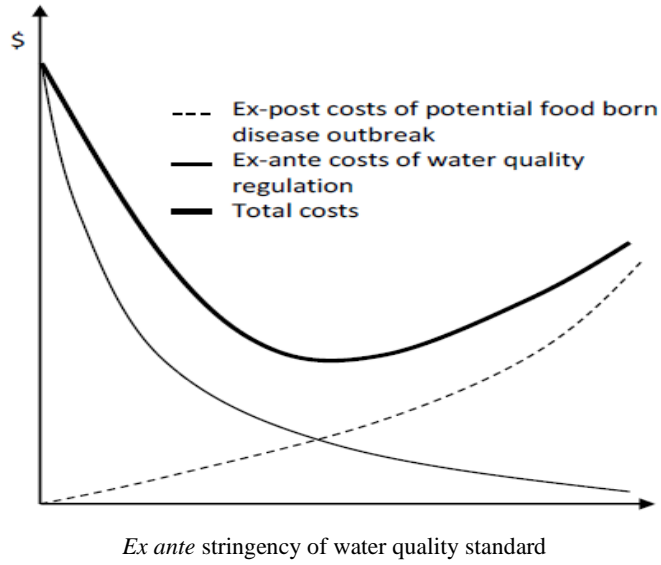 $
Ex-post costs of potential food born
disease outbreak
Ex-ante costs of water quality
regulation
Total costs
Ex ante stringency of water quality standard